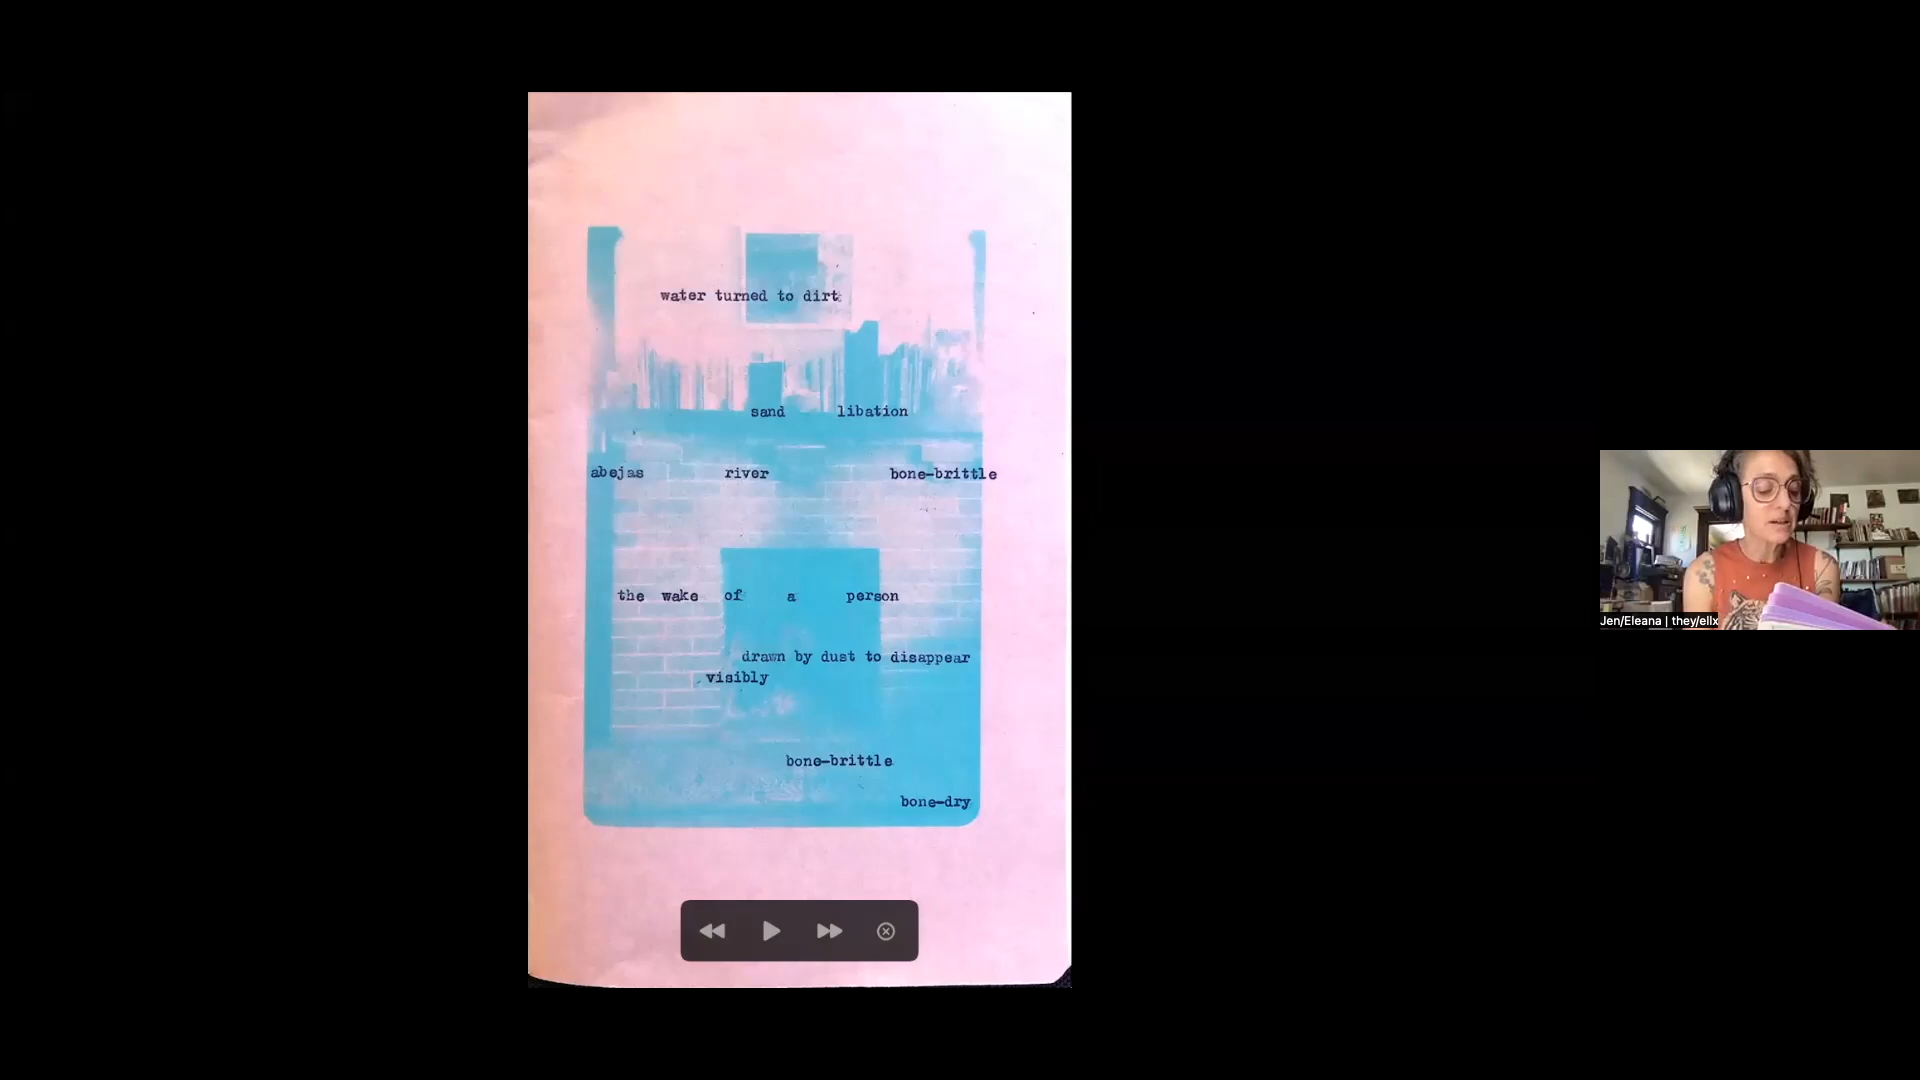 water turned to dirt
sand libation
abejas river bone-brittle
the wake of a person
drawn by dust to disappear
visibly
bone-brittle
bone-dry
Jen/Eleana | they/ellx